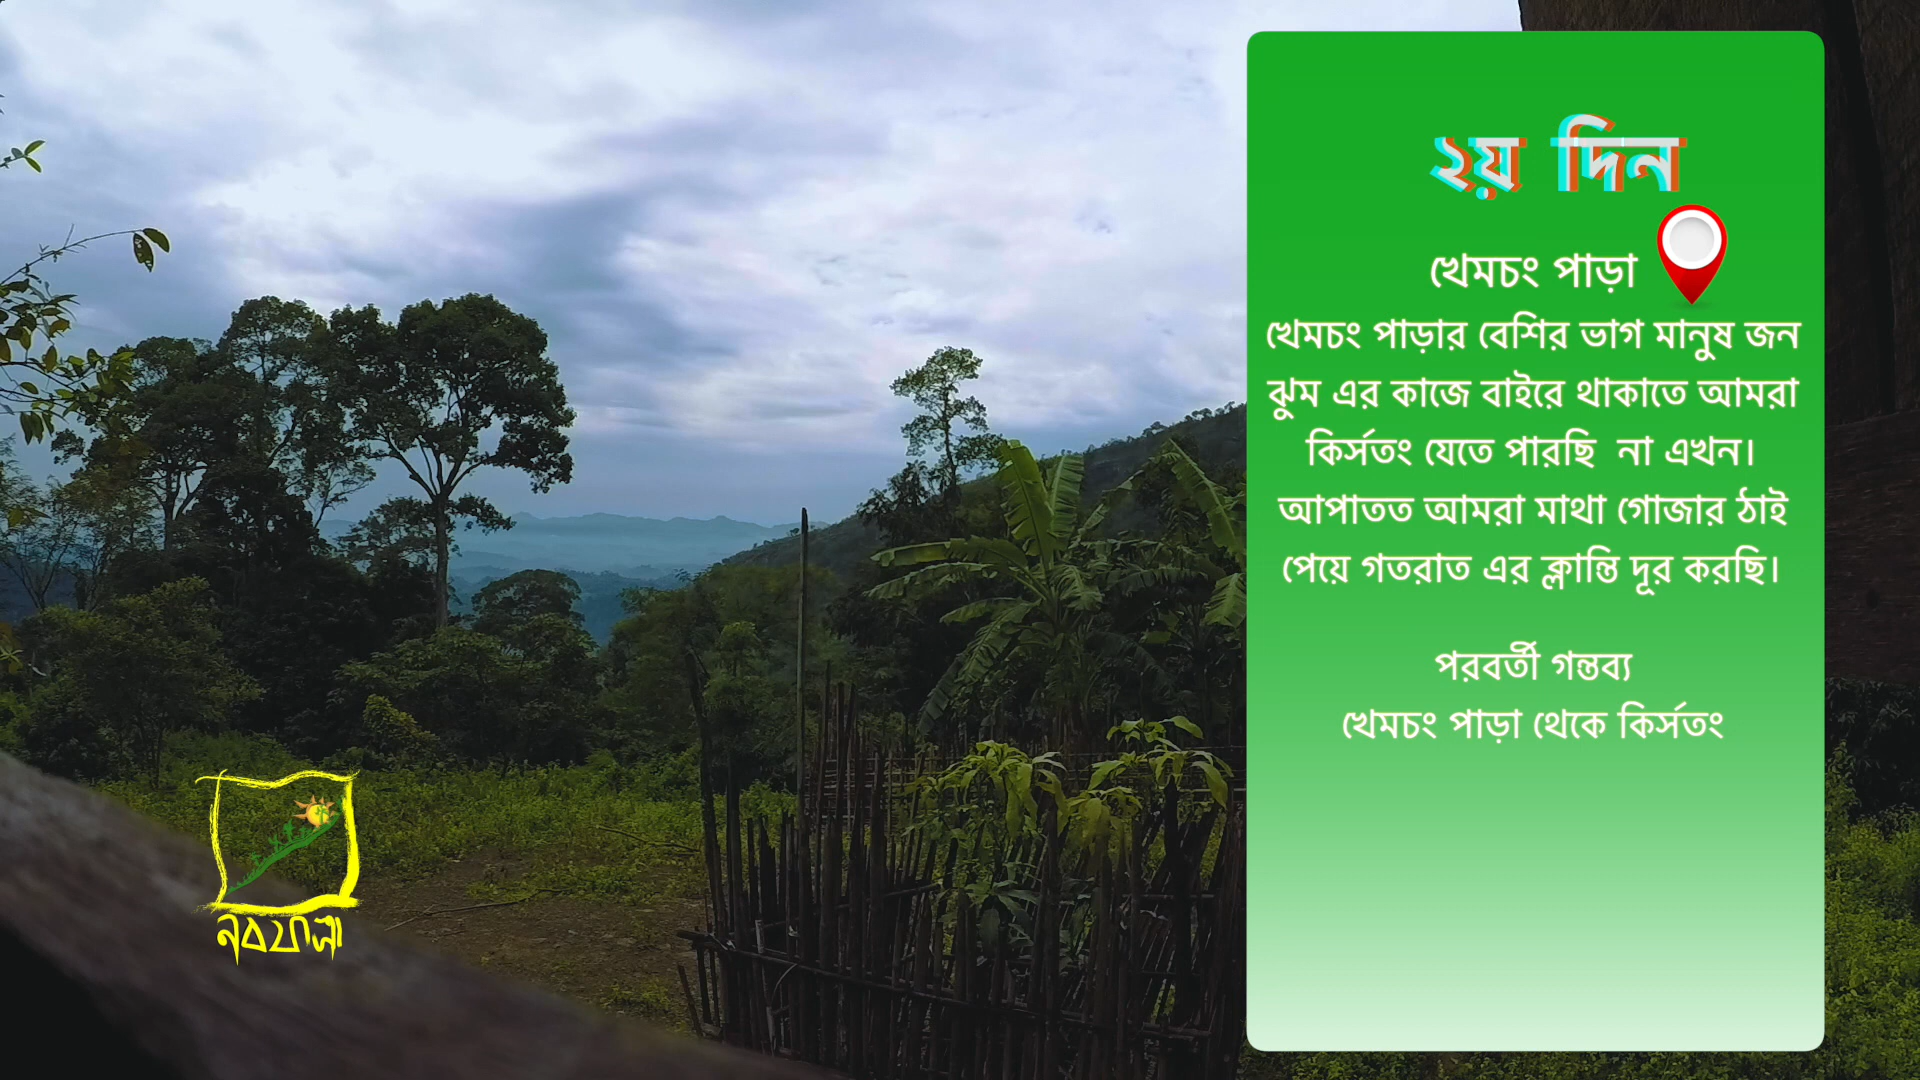 ২য় দিন
খেমচং পাড়া
খেমচং পাড়ার বেশির ভাগ মানুষ জন
ঝুম এর কাজে বাইরে থাকাতে আমরা
কির্সতং যেতে পারছি না এখন।
আপাতত আমরা মাথা গোজার ঠাই
পেয়ে গতরাত এর ক্লান্তি দূর করছি।
পরবর্তী গন্তব্য
খেমচং পাড়া থেকে কির্সতং
নবযাত্রা